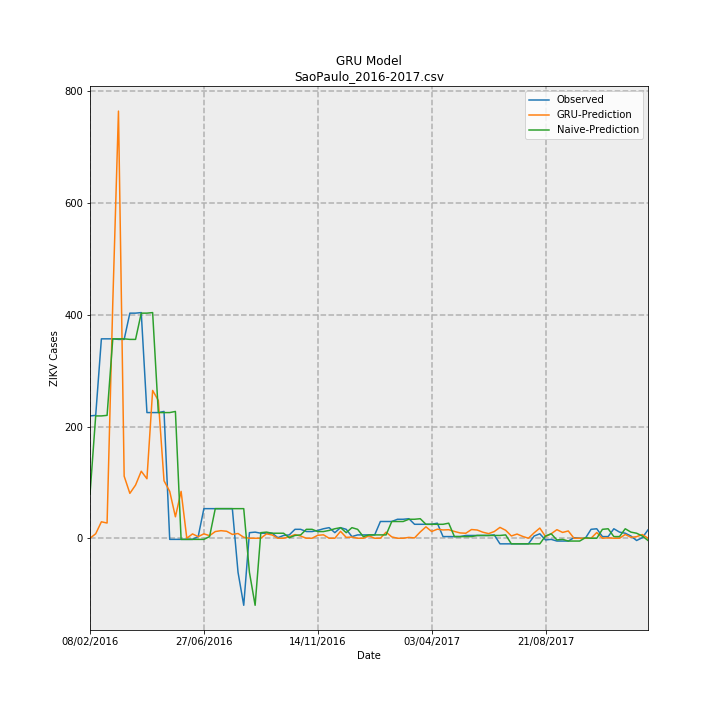 GRU Model
SaoPaulo_2016-2017.csv
Observed
GRU-Prediction
Naive-Prediction
800
600
400
200
0
ZIKV Cases
08/02/2016 27/06/2016 14/11/2016 03/04/2017 21/08/2017
Date